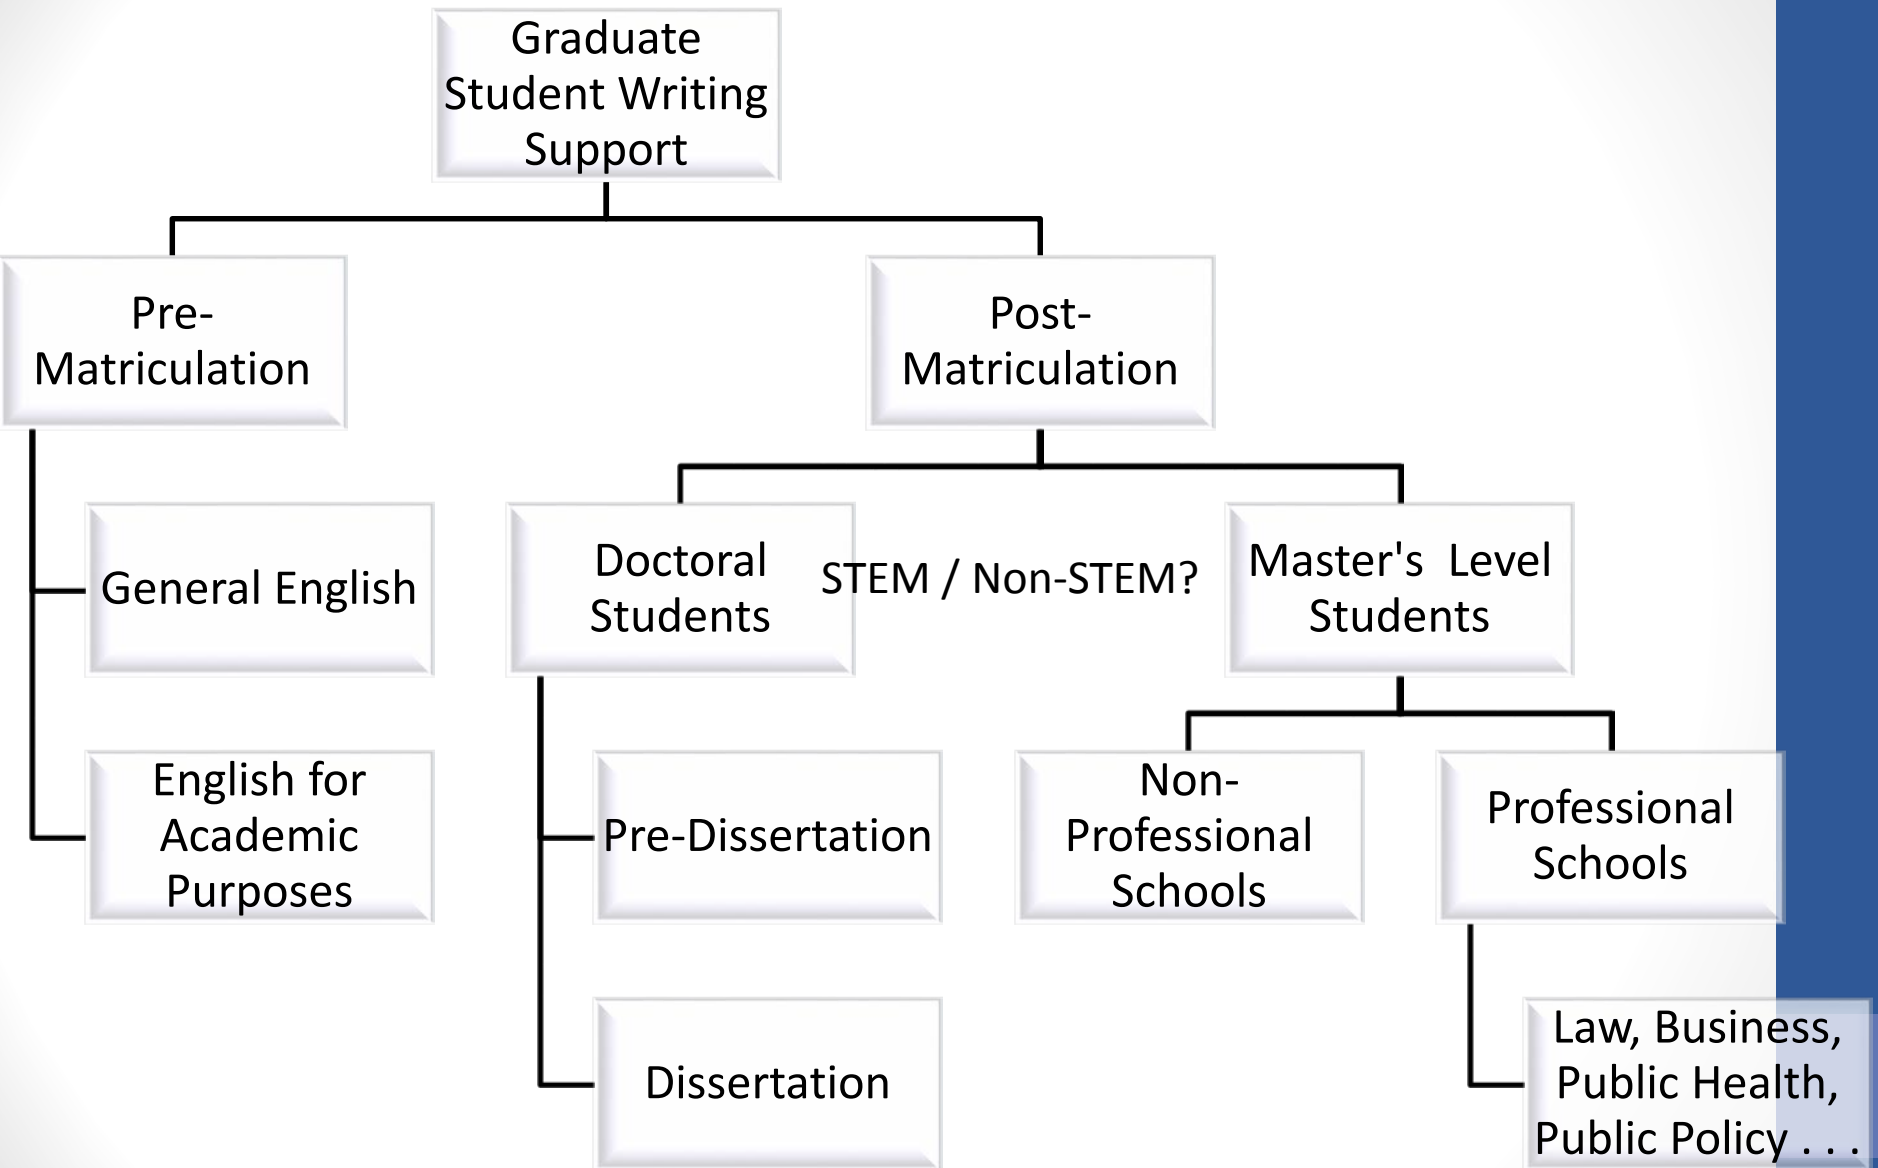 Graduate
Student Writing
Support
Pre-
Matriculation
Post-
Matriculation
General English
Doctoral
Students
STEM / Non-STEM?
Master's  Level
Students
English for
Academic
Purposes
Pre-Dissertation
Non-
Professional
Schools
Professional
Schools
Dissertation
Law, Business,
Public Health,
Public Policy . . .